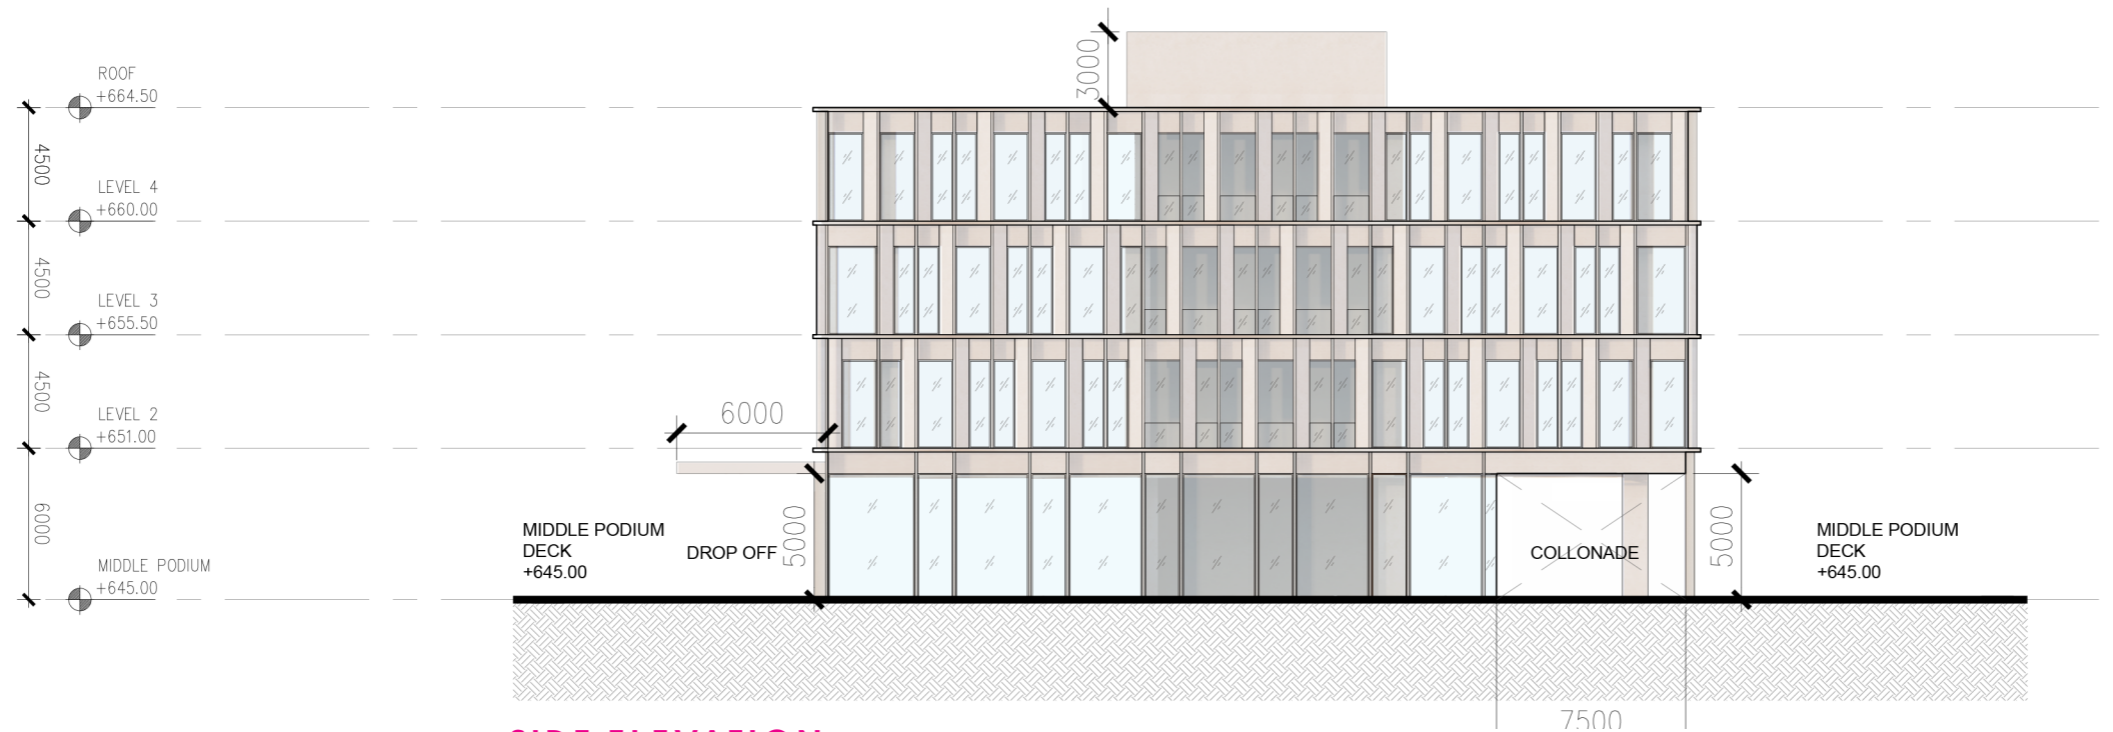 ROOF
+664.50
3000
4500
LEVEL 4
+660.00
4500
LEVEL 3
+655.50
4500
LEVEL 2
+651.00
6000
6000
MIDDLE PODIUM
DECK
+645.00
DROP OFF
5000
COLLONADE
5000
MIDDLE PODIUM
DECK
+645.00
MIDDLE PODIUM
+645.00
7500
SIDE ELEVATION